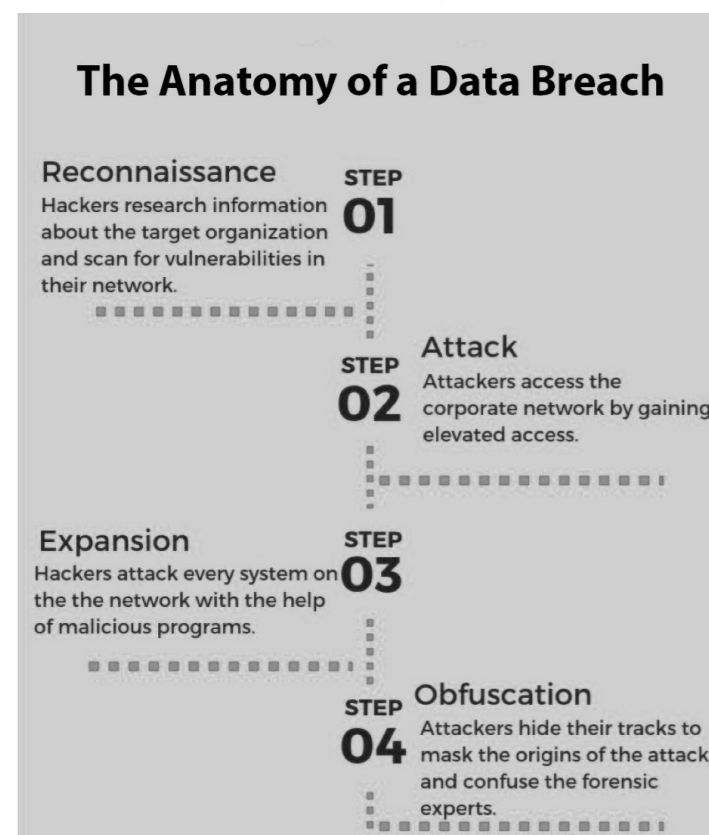 The Anatomy of a Data Breach
Reconnaissance
Hackers research information
about the target organization
and scan for vulnerabilities in
their network.
STEP
01
STEP
02
Attack
Attackers access the
corporate network by gaining
elevated access.
Expansion
Hackers attack every system on
the the network with the help
of malicious programs.
STEP
03
STEP
04
Obfuscation
Attackers hide their tracks to
mask the origins of the attack
and confuse the forensic
experts.